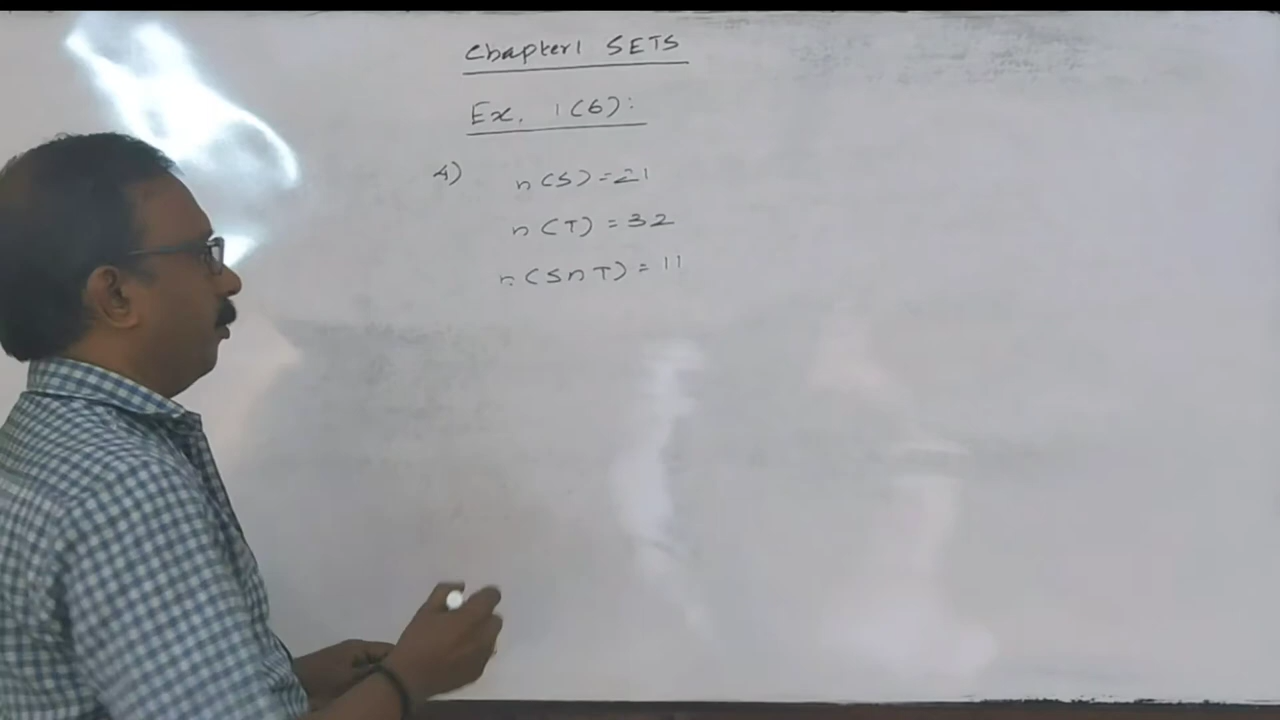 Chapter1 SETS
Ex. 1(6):
4) n(S)=21
n(T)=32
n(S∩T)=11